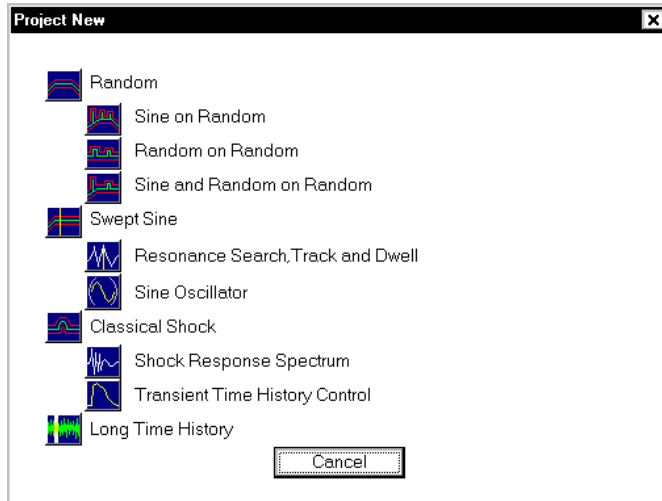 Project New
Random
Sine on Random
Random on Random
Sine and Random on Random
Swept Sine
Resonance Search,Track and Dwell
Sine Oscillator
Classical Shock
Shock Response Spectrum
Transient Time History Control
Long Time History
Cancel